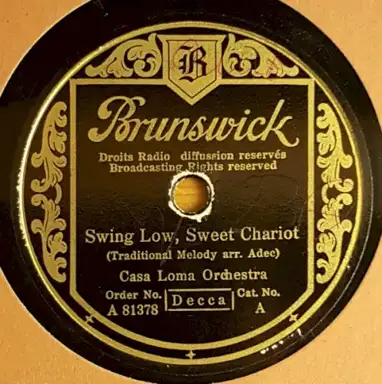 B
Brunswick
Droits Radio diffussion reservés
Broadcasting Rights reserved
Swing Low, Sweet Chariot
(Traditional Melody arr. Adec)
Casa Loma Orchestra
Order No. Decca Cat. No.
A 81378 A